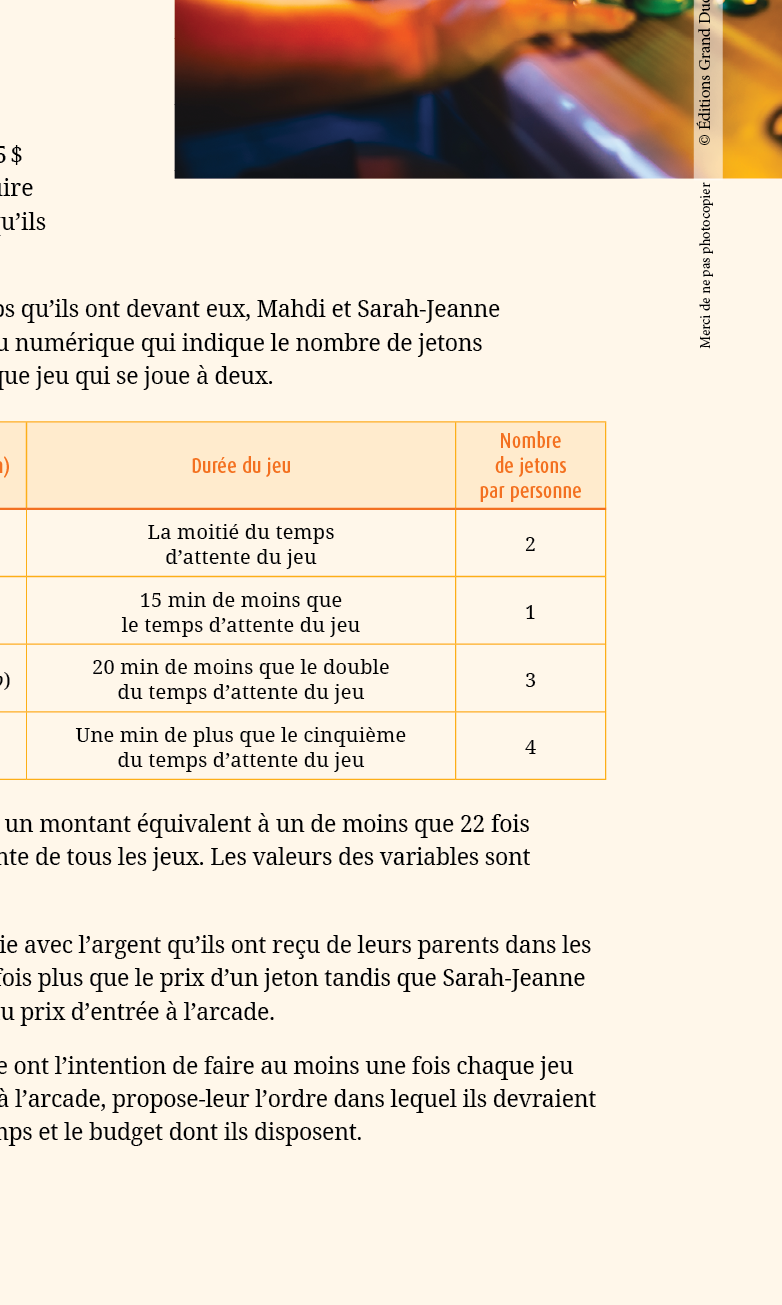 5 $
qu’ils
qu’ils ont devant eux, Mahdi et Sarah-Jeanne
numérique qui indique le nombre de jetons
jeu qui se joue à deux.
Durée du jeu
Nombre
de jetons
par personne
La moitié du temps
d’attente du jeu
2
15 min de moins que
le temps d’attente du jeu
1
20 min de moins que le double
du temps d’attente du jeu
3
Une min de plus que le cinquième
du temps d’attente du jeu
4
un montant équivalent à un de moins que 22 fois
de tous les jeux. Les valeurs des variables sont
avec l’argent qu’ils ont reçu de leurs parents dans les
fois plus que le prix d’un jeton tandis que Sarah-Jeanne
prix d’entrée à l’arcade.
ont l’intention de faire au moins une fois chaque jeu
à l’arcade, propose-leur l’ordre dans lequel ils devraient
et le budget dont ils disposent.
Merci de ne pas photocopier © Éditions Grand Duc